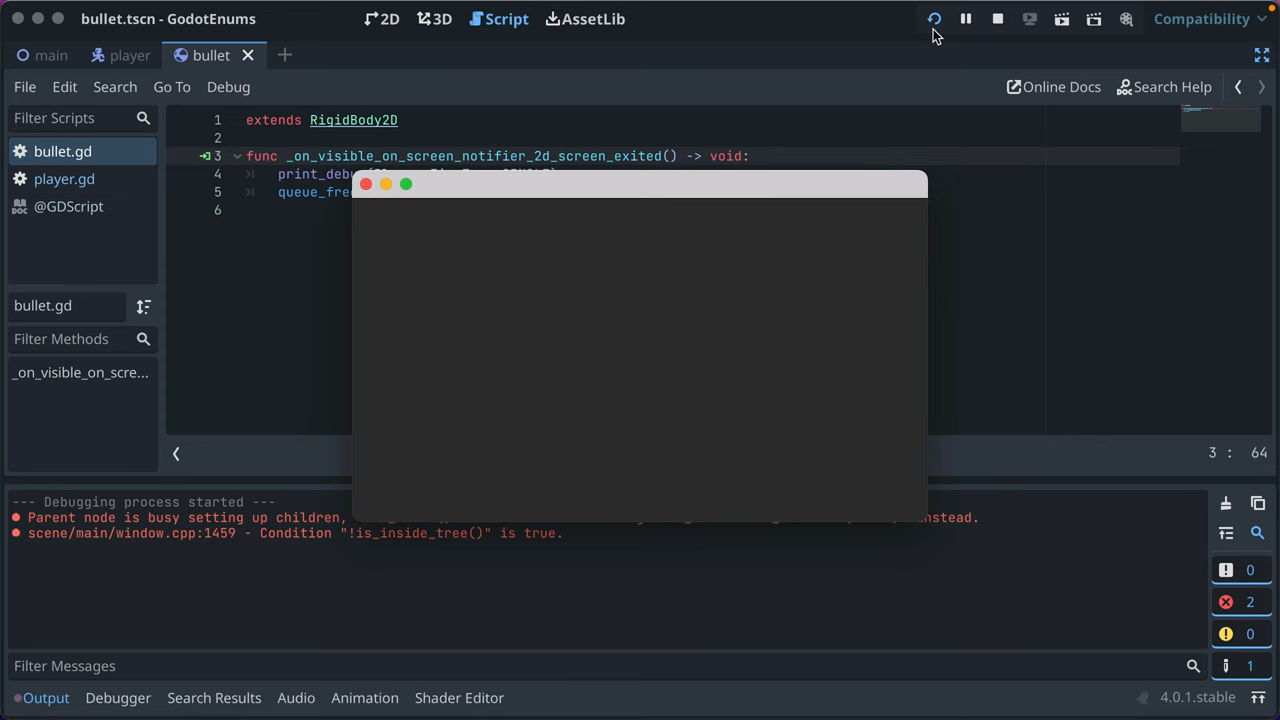 bullet.tscn - GodotEnums
2D 3D Script AssetLib
Compatibility
main player bullet
File Edit Search Go To Debug
Online Docs Search Help
Filter Scripts
bullet.gd
player.gd
@GDScript
bullet.gd
Filter Methods
_on_visible_on_scre...
1 extends RigidBody2D
2
3 func _on_visible_on_screen_notifier_2d_screen_exited() -> void:
4
5
6
3 : 64
--- Debugging process started ---
Parent node is busy setting up children,
scene/main/window.cpp:1459 - Condition "!is_inside_tree()" is true.
0
2
0
1
Filter Messages
Output Debugger Search Results Audio Animation Shader Editor
4.0.1.stable